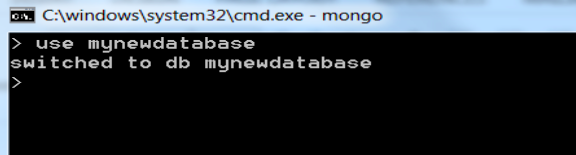 C:\windows\system32\cmd.exe - mongo
> use mynewdatabase
switched to db mynewdatabase
>